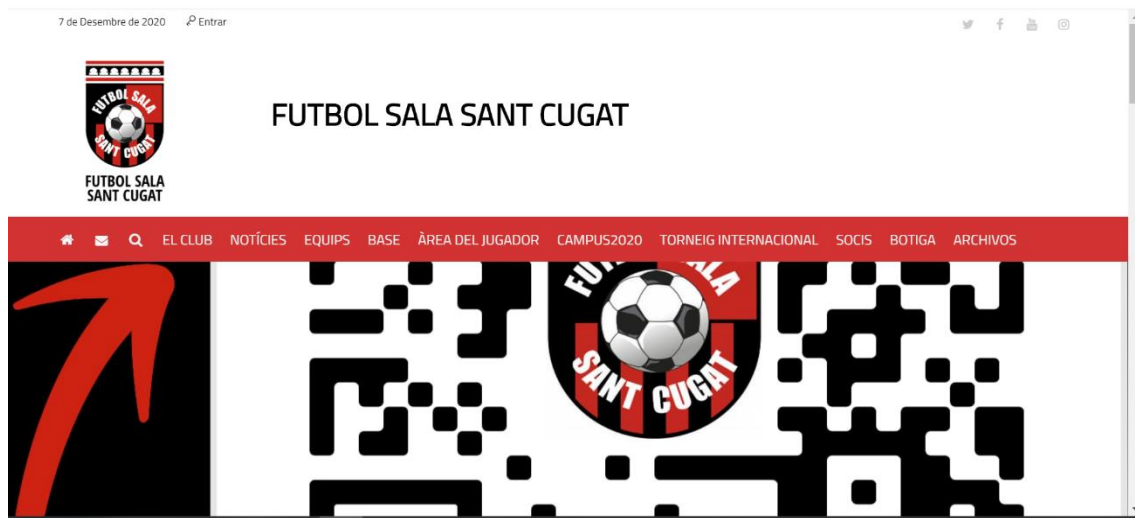 7 de Desembre de 2020 Entrar
FUTBOL SALA
SANT CUGAT
FUTBOL SALA
SANT CUGAT
FUTBOL SALA SANT CUGAT
EL CLUB NOTÍCIES EQUIPS BASE ÀREA DEL JUGADOR CAMPUS2020 TORNEIG INTERNACIONAL SOCIS BOTIGA ARCHIVOS
SANT CUGAT